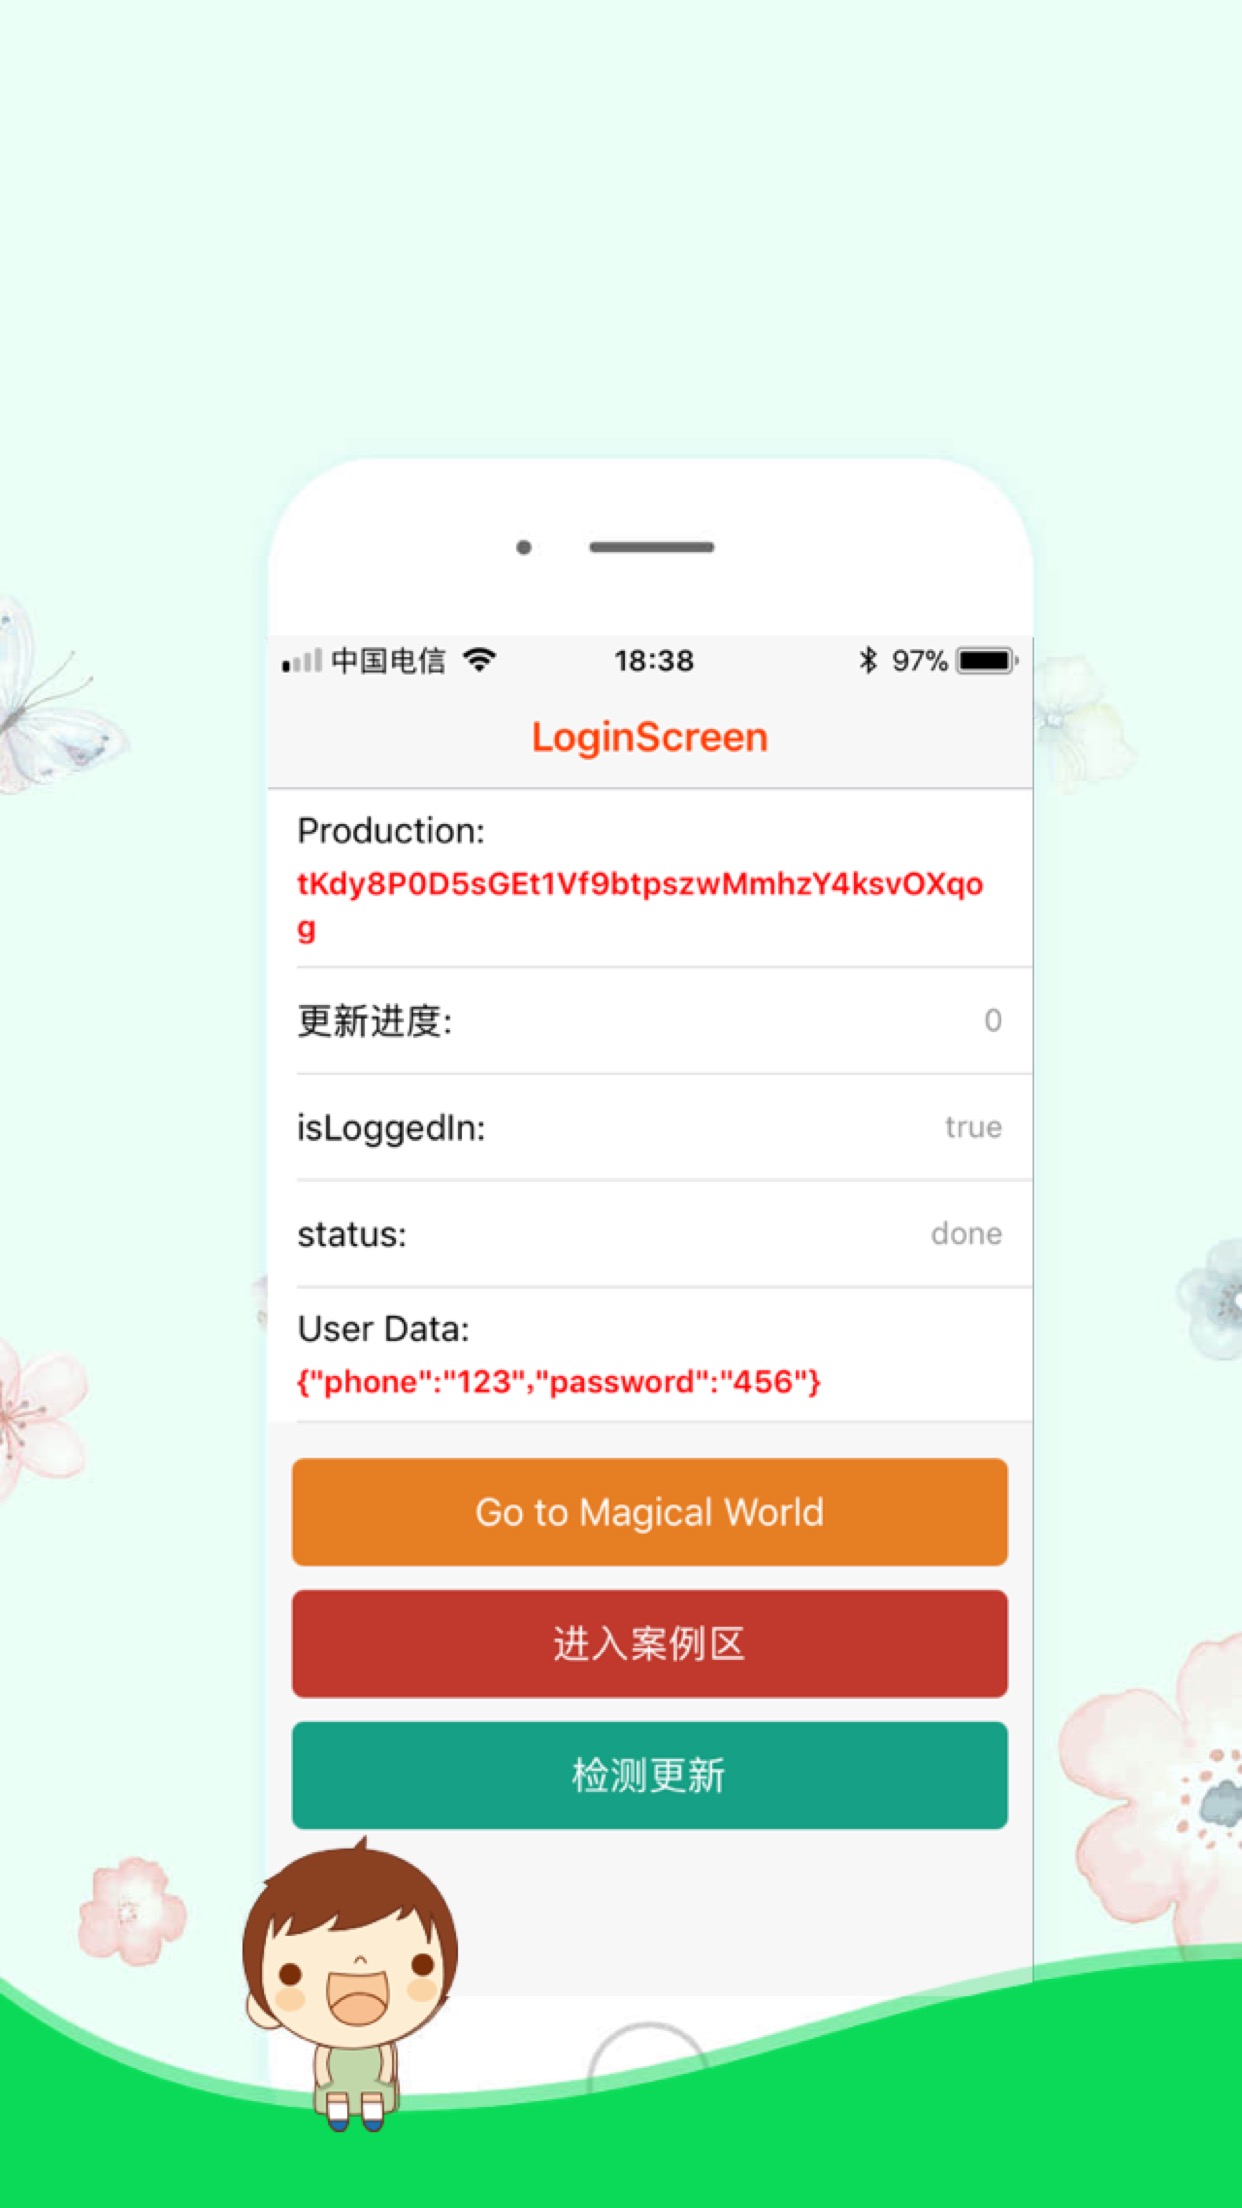 中国电信 18:38 97%
LoginScreen
Production:
tKdy8P0D5sGEt1Vf9btpszwMmhzY4ksvOXqo
g
更新进度: 0
isLoggedIn: true
status: done
User Data:
{"phone":"123","password":"456"}
Go to Magical World
进入案例区
检测更新